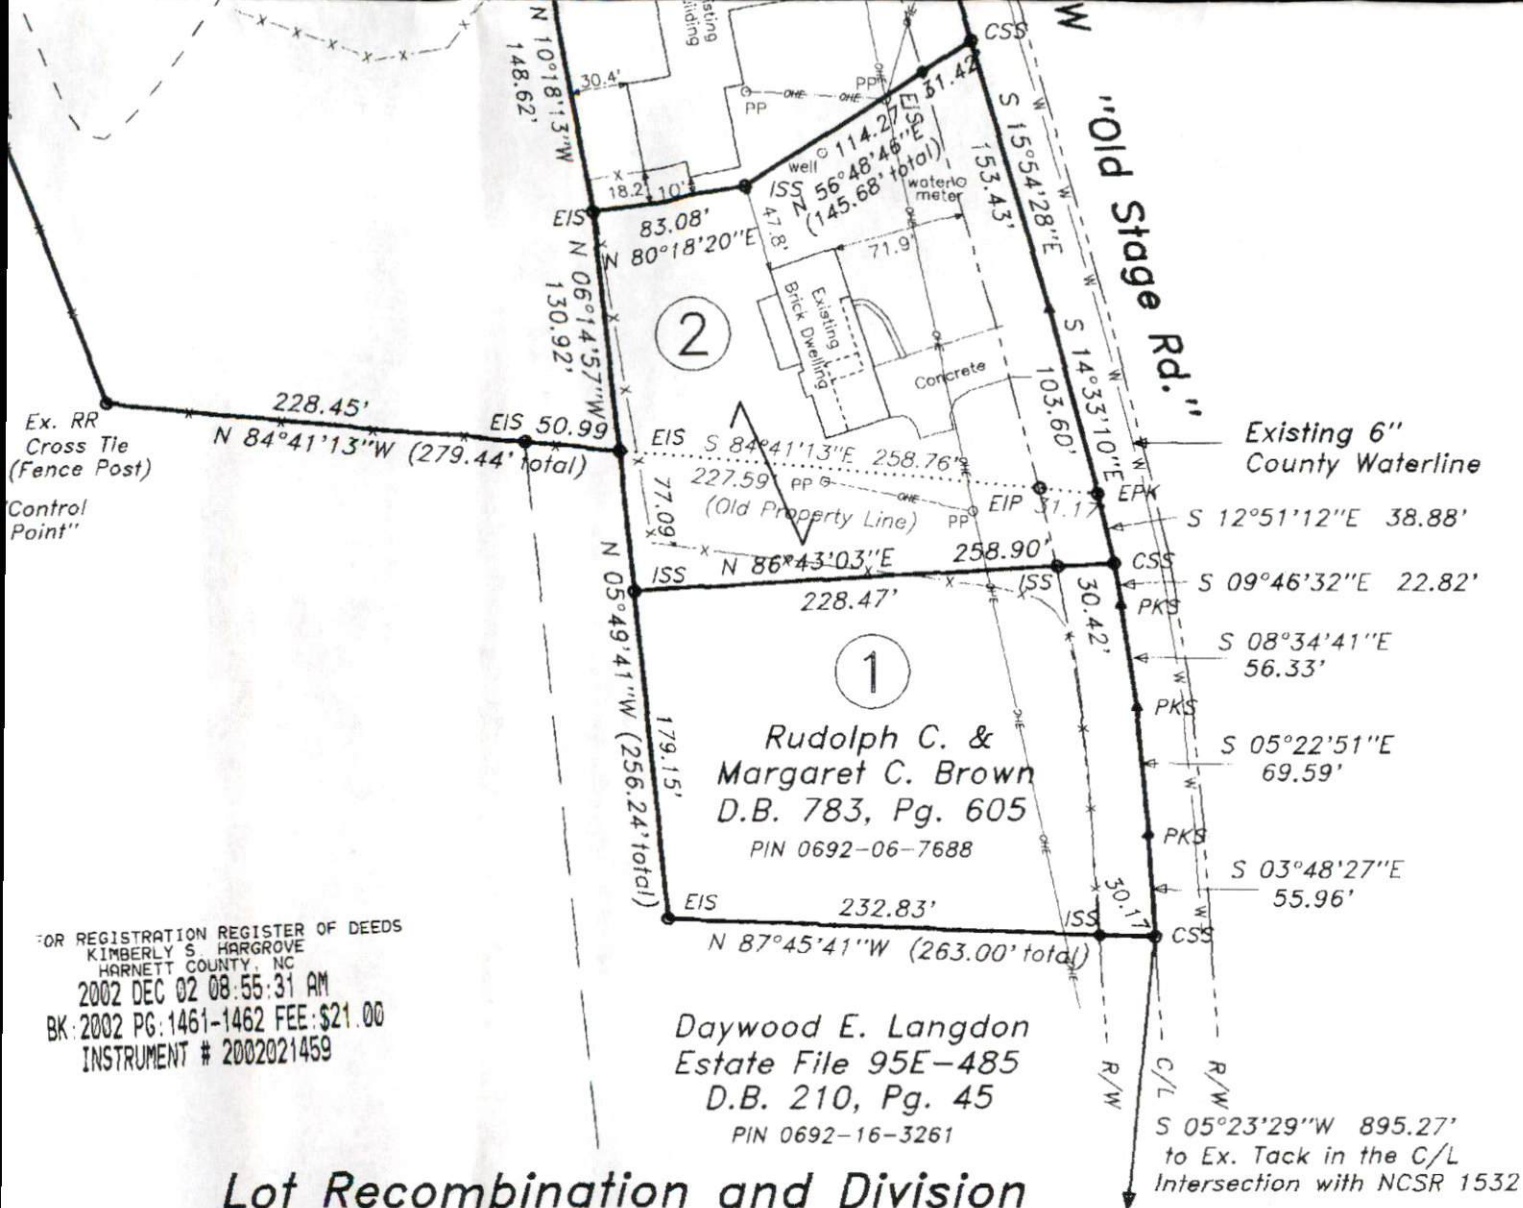 N 10°18'13"W
148.62'
30.4'
PP
OHE
OHE
OHE
PP
CSS
31.42'
EIS
W
"Old Stage Rd."
S 15°54'28"E
153.43'
114.27'
N 56°48'46"E
(145.68' total)
well
water
meter
ISS
18.2'
10'
EIS
83.08'
N 80°18'20"E
47.8'
71.9'
N 06°14'57"W
130.92'
2
Existing
Brick Dwelling
Concrete
S 14°33'10"E
103.60'
Existing 6"
County Waterline
228.45'
EIS 50.99
N 84°41'13"W (279.44' total)
Ex. RR
Cross Tie
(Fence Post)
Control
Point"
EIS
S 84°41'13"E 258.76'
227.59'
PP
(Old Property Line)
OHE
PP
EIP
31.17'
EPK
S 12°51'12"E 38.88'
77.09'
N 86°43'03"E
258.90'
ISS
228.47'
ISS
30.42'
CSS
S 09°46'32"E 22.82'
PKS
S 08°34'41"E
56.33'
PKS
N 05°49'41"W (256.24' total)
179.15'
1
Rudolph C. &
Margaret C. Brown
D.B. 783, Pg. 605
PIN 0692-06-7688
S 05°22'51"E
69.59'
PKS
S 03°48'27"E
55.96'
EIS
232.83'
ISS
30.17'
CSS
N 87°45'41"W (263.00' total)
FOR REGISTRATION REGISTER OF DEEDS
KIMBERLY S. HARGROVE
HARNETT COUNTY, NC
2002 DEC 02 08:55:31 AM
BK:2002 PG:1461-1462 FEE:$21.00
INSTRUMENT # 2002021459
Daywood E. Langdon
Estate File 95E-485
D.B. 210, Pg. 45
PIN 0692-16-3261
R/W
C/L
R/W
S 05°23'29"W 895.27'
to Ex. Tack in the C/L
Intersection with NCSR 1532
Lot Recombination and Division